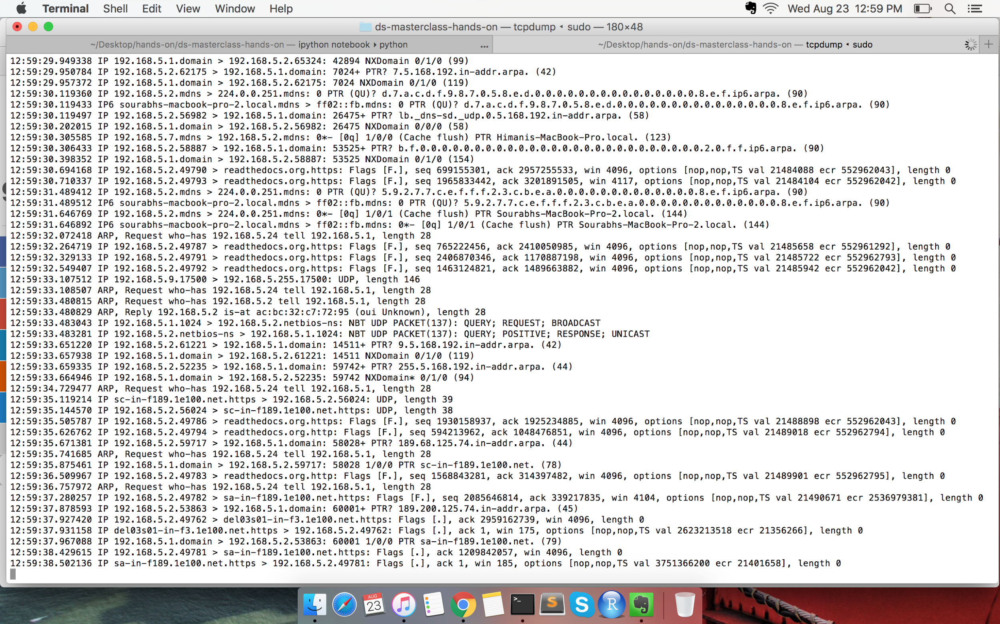 Terminal Shell Edit View Window Help Wed Aug 23 12:59 PM
ds-masterclass-hands-on — tcpdump ◂ sudo — 180×48
~/Desktop/hands-on/ds-masterclass-hands-on — ipython notebook ▸ python ... ~/Desktop/hands-on/ds-masterclass-hands-on — tcpdump ◂ sudo +
12:59:29.949338 IP 192.168.5.1.domain > 192.168.5.2.65324: 42894 NXDomain 0/1/0 (99)
12:59:29.950784 IP 192.168.5.2.62175 > 192.168.5.1.domain: 7024+ PTR? 7.5.168.192.in-addr.arpa. (42)
12:59:29.957372 IP 192.168.5.1.domain > 192.168.5.2.62175: 7024 NXDomain 0/1/0 (119)
12:59:30.119360 IP 192.168.5.2.mdns > 224.0.0.251.mdns: 0 PTR (QU)? d.7.a.c.d.f.9.8.7.0.5.8.e.d.0.0.0.0.0.0.0.0.0.0.0.0.0.0.0.8.e.f.ip6.arpa. (90)
12:59:30.119433 IP6 sourabhs-macbook-pro-2.local.mdns > ff02::fb.mdns: 0 PTR (QU)? d.7.a.c.d.f.9.8.7.0.5.8.e.d.0.0.0.0.0.0.0.0.0.0.0.0.0.0.0.8.e.f.ip6.arpa. (90)
12:59:30.119497 IP 192.168.5.2.56982 > 192.168.5.1.domain: 26475+ PTR? lb._dns-sd._udp.0.5.168.192.in-addr.arpa. (58)
12:59:30.202015 IP 192.168.5.1.domain > 192.168.5.2.56982: 26475 NXDomain 0/0/0 (58)
12:59:30.305585 IP 192.168.5.7.mdns > 192.168.5.2.mdns: 0*- [0q] 1/0/0 (Cache flush) PTR Himanis-MacBook-Pro.local. (123)
12:59:30.306433 IP 192.168.5.2.58887 > 192.168.5.1.domain: 53525+ PTR? b.f.0.0.0.0.0.0.0.0.0.0.0.0.0.0.0.0.0.0.0.0.0.0.0.0.0.0.2.0.f.f.ip6.arpa. (90)
12:59:30.398352 IP 192.168.5.1.domain > 192.168.5.2.58887: 53525 NXDomain 0/1/0 (154)
12:59:30.694168 IP 192.168.5.2.49790 > readthedocs.org.https: Flags [F.], seq 699155301, ack 2957255533, win 4096, options [nop,nop,TS val 21484088 ecr 552962043], length 0
12:59:30.710337 IP 192.168.5.2.49793 > readthedocs.org.https: Flags [F.], seq 1965833442, ack 3201891505, win 4117, options [nop,nop,TS val 21484104 ecr 552962042], length 0
12:59:31.489412 IP 192.168.5.2.mdns > 224.0.0.251.mdns: 0 PTR (QU)? 5.9.2.7.7.c.e.f.f.f.2.3.c.b.e.a.0.0.0.0.0.0.0.0.0.0.0.0.0.8.e.f.ip6.arpa. (90)
12:59:31.489512 IP6 sourabhs-macbook-pro-2.local.mdns > ff02::fb.mdns: 0 PTR (QU)? 5.9.2.7.7.c.e.f.f.f.2.3.c.b.e.a.0.0.0.0.0.0.0.0.0.0.0.0.0.8.e.f.ip6.arpa. (90)
12:59:31.646769 IP 192.168.5.2.mdns > 224.0.0.251.mdns: 0*- [0q] 1/0/1 (Cache flush) PTR Sourabhs-MacBook-Pro-2.local. (144)
12:59:31.646892 IP6 sourabhs-macbook-pro-2.local.mdns > ff02::fb.mdns: 0*- [0q] 1/0/1 (Cache flush) PTR Sourabhs-MacBook-Pro-2.local. (144)
12:59:32.072418 ARP, Request who-has 192.168.5.24 tell 192.168.5.1, length 28
12:59:32.264719 IP 192.168.5.2.49787 > readthedocs.org.https: Flags [F.], seq 765222456, ack 2410050985, win 4096, options [nop,nop,TS val 21485658 ecr 552961292], length 0
12:59:32.329133 IP 192.168.5.2.49791 > readthedocs.org.https: Flags [F.], seq 2406870346, ack 1170887198, win 4096, options [nop,nop,TS val 21485722 ecr 552962793], length 0
12:59:32.549407 IP 192.168.5.2.49792 > readthedocs.org.https: Flags [F.], seq 1463124821, ack 1489663882, win 4096, options [nop,nop,TS val 21485942 ecr 552962042], length 0
12:59:33.107512 IP 192.168.5.9.17500 > 192.168.5.255.17500: UDP, length 146
12:59:33.108507 ARP, Request who-has 192.168.5.24 tell 192.168.5.1, length 28
12:59:33.480815 ARP, Request who-has 192.168.5.2 tell 192.168.5.1, length 28
12:59:33.480829 ARP, Reply 192.168.5.2 is-at ac:bc:32:c7:72:95 (oui Unknown), length 28
12:59:33.483043 IP 192.168.5.1.1024 > 192.168.5.2.netbios-ns: NBT UDP PACKET(137): QUERY; REQUEST; BROADCAST
12:59:33.483281 IP 192.168.5.2.netbios-ns > 192.168.5.1.1024: NBT UDP PACKET(137): QUERY; POSITIVE; RESPONSE; UNICAST
12:59:33.651220 IP 192.168.5.2.61221 > 192.168.5.1.domain: 14511+ PTR? 9.5.168.192.in-addr.arpa. (42)
12:59:33.657938 IP 192.168.5.1.domain > 192.168.5.2.61221: 14511 NXDomain 0/1/0 (119)
12:59:33.659335 IP 192.168.5.2.52235 > 192.168.5.1.domain: 59742+ PTR? 255.5.168.192.in-addr.arpa. (44)
12:59:33.664946 IP 192.168.5.1.domain > 192.168.5.2.52235: 59742 NXDomain* 0/1/0 (94)
12:59:34.729477 ARP, Request who-has 192.168.5.24 tell 192.168.5.1, length 28
12:59:35.119214 IP sc-in-f189.1e100.net.https > 192.168.5.2.56024: UDP, length 39
12:59:35.144570 IP 192.168.5.2.56024 > sc-in-f189.1e100.net.https: UDP, length 38
12:59:35.505787 IP 192.168.5.2.49786 > readthedocs.org.https: Flags [F.], seq 1930158937, ack 1925234885, win 4096, options [nop,nop,TS val 21488898 ecr 552962043], length 0
12:59:35.626762 IP 192.168.5.2.49794 > readthedocs.org.http: Flags [F.], seq 594213962, ack 1048476851, win 4096, options [nop,nop,TS val 21489018 ecr 552962794], length 0
12:59:35.671381 IP 192.168.5.2.59717 > 192.168.5.1.domain: 58028+ PTR? 189.68.125.74.in-addr.arpa. (44)
12:59:35.741685 ARP, Request who-has 192.168.5.24 tell 192.168.5.1, length 28
12:59:35.875461 IP 192.168.5.1.domain > 192.168.5.2.59717: 58028 1/0/0 PTR sc-in-f189.1e100.net. (78)
12:59:36.509967 IP 192.168.5.2.49783 > readthedocs.org.http: Flags [F.], seq 1568843281, ack 314397482, win 4096, options [nop,nop,TS val 21489901 ecr 552962795], length 0
12:59:36.757972 ARP, Request who-has 192.168.5.24 tell 192.168.5.1, length 28
12:59:37.280257 IP 192.168.5.2.49782 > sa-in-f189.1e100.net.https: Flags [F.], seq 2085646814, ack 339217835, win 4104, options [nop,nop,TS val 21490671 ecr 2536979381], length 0
12:59:37.878593 IP 192.168.5.2.53863 > 192.168.5.1.domain: 60001+ PTR? 189.200.125.74.in-addr.arpa. (45)
12:59:37.927420 IP 192.168.5.2.49762 > del03s01-in-f3.1e100.net.https: Flags [.], ack 2959162739, win 4096, length 0
12:59:37.931158 IP del03s01-in-f3.1e100.net.https > 192.168.5.2.49762: Flags [.], ack 1, win 175, options [nop,nop,TS val 2623213518 ecr 21356266], length 0
12:59:37.967088 IP 192.168.5.1.domain > 192.168.5.2.53863: 60001 1/0/0 PTR sa-in-f189.1e100.net. (79)
12:59:38.429615 IP 192.168.5.2.49781 > sa-in-f189.1e100.net.https: Flags [.], ack 1209842057, win 4096, length 0
12:59:38.502136 IP sa-in-f189.1e100.net.https > 192.168.5.2.49781: Flags [.], ack 1, win 185, options [nop,nop,TS val 3751366200 ecr 21401658], length 0
AUG
23
>_
S
S
R